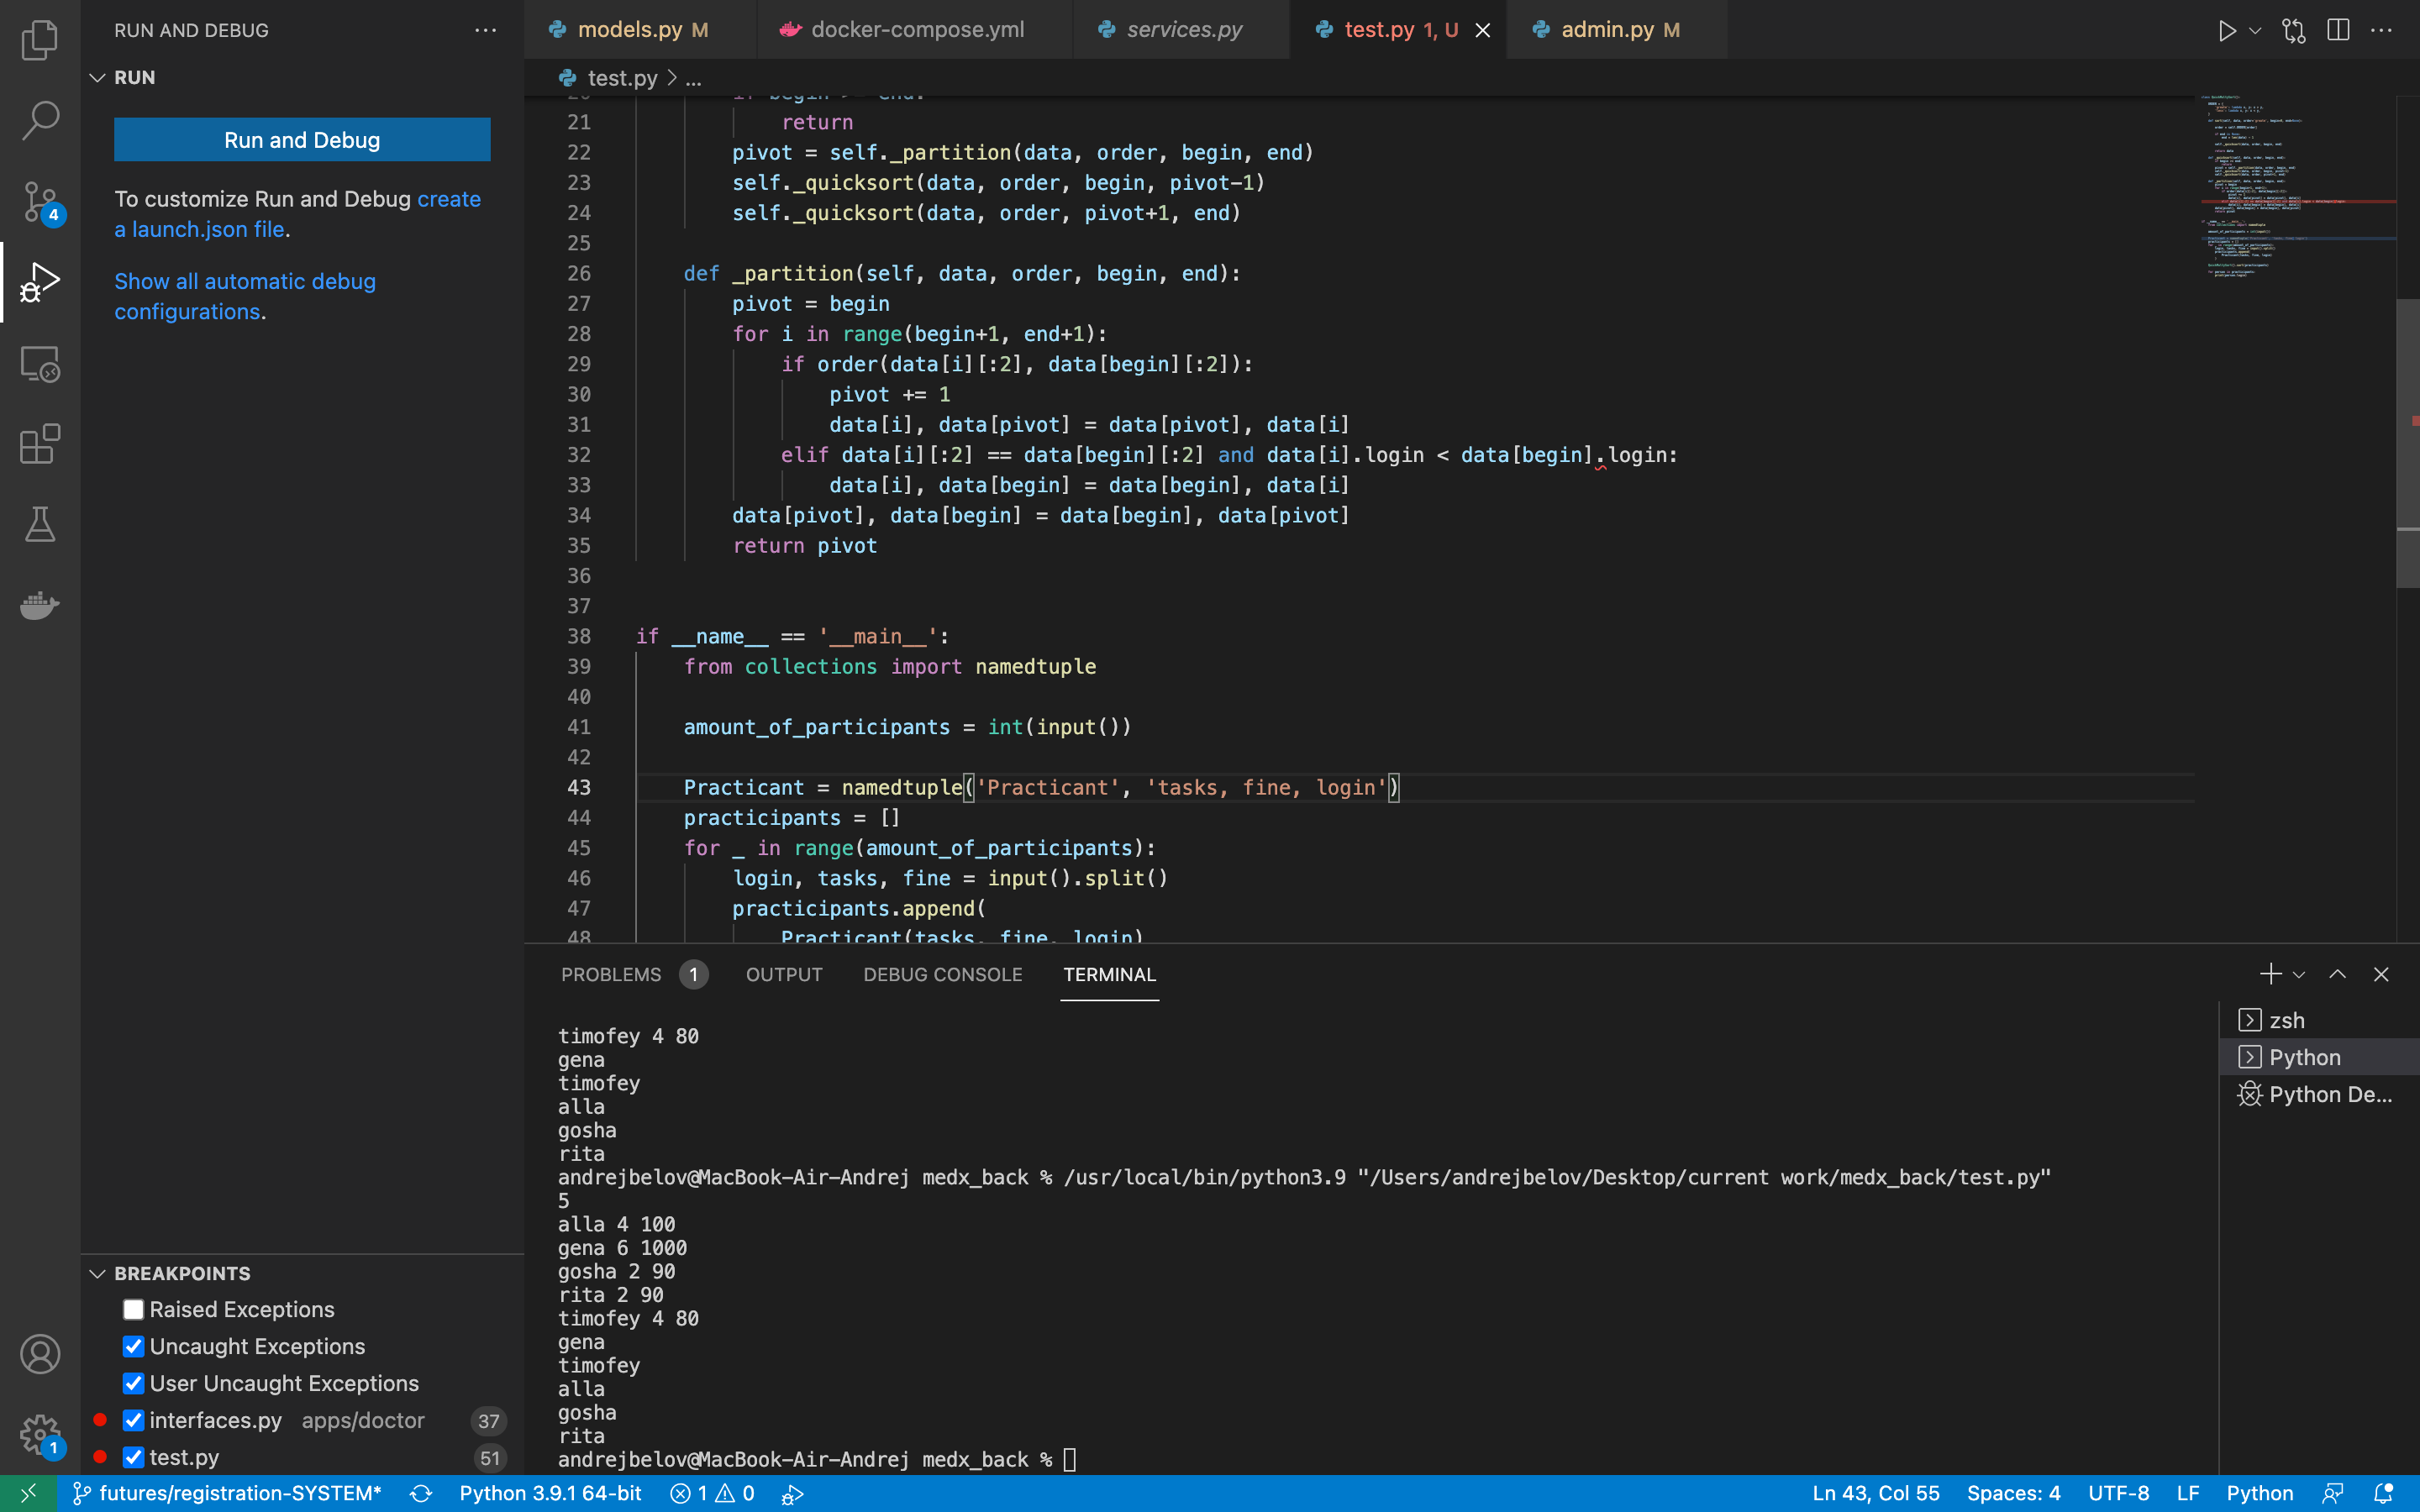 RUN AND DEBUG
RUN
Run and Debug
To customize Run and Debug create
a launch.json file.
Show all automatic debug
configurations.
4
BREAKPOINTS
Raised Exceptions
Uncaught Exceptions
User Uncaught Exceptions
interfaces.py apps/doctor 37
test.py 51
1
models.py M
docker-compose.yml
services.py
test.py 1, U
admin.py M
test.py > ...
20 if begin >= end:
21 return
22 pivot = self._partition(data, order, begin, end)
23 self._quicksort(data, order, begin, pivot-1)
24 self._quicksort(data, order, pivot+1, end)
25
26 def _partition(self, data, order, begin, end):
27 pivot = begin
28 for i in range(begin+1, end+1):
29 if order(data[i][:2], data[begin][:2]):
30 pivot += 1
31 data[i], data[pivot] = data[pivot], data[i]
32 elif data[i][:2] == data[begin][:2] and data[i].login < data[begin].login:
33 data[i], data[begin] = data[begin], data[i]
34 data[pivot], data[begin] = data[begin], data[pivot]
35 return pivot
36
37
38 if __name__ == '__main__':
39 from collections import namedtuple
40
41 amount_of_participants = int(input())
42
43 Practicant = namedtuple('Practicant', 'tasks, fine, login')
44 practicipants = []
45 for _ in range(amount_of_participants):
46 login, tasks, fine = input().split()
47 practicipants.append(
48 Practicant(tasks, fine, login)
PROBLEMS 1 OUTPUT DEBUG CONSOLE TERMINAL
timofey 4 80
gena
timofey
alla
gosha
rita
andrejbelov@MacBook-Air-Andrej medx_back % /usr/local/bin/python3.9 "/Users/andrejbelov/Desktop/current work/medx_back/test.py"
5
alla 4 100
gena 6 1000
gosha 2 90
rita 2 90
timofey 4 80
gena
timofey
alla
gosha
rita
andrejbelov@MacBook-Air-Andrej medx_back %
zsh
Python
Python De...
futures/registration-SYSTEM* Python 3.9.1 64-bit 1 0 Ln 43, Col 55 Spaces: 4 UTF-8 LF Python